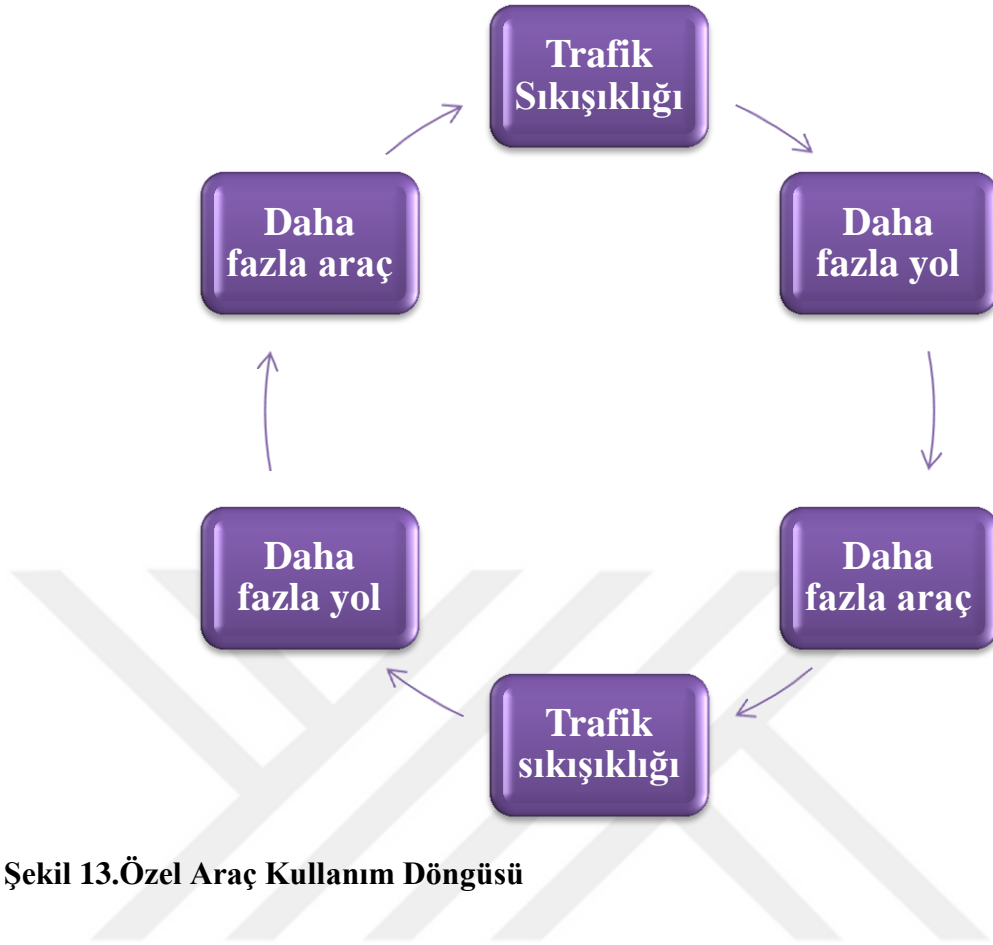 Trafik
Sıkışıklığı
Daha
fazla yol
Daha
fazla araç
Trafik
sıkışıklığı
Daha
fazla yol
Daha
fazla araç
Şekil 13.Özel Araç Kullanım Döngüsü